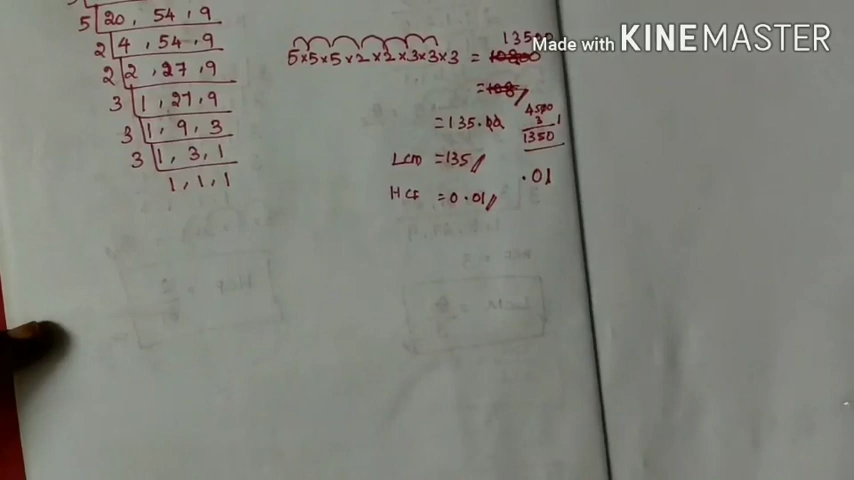 5 20, 54, 9
2 4, 54, 9
2 2, 27, 9
3 1, 27, 9
3 1, 9, 3
3 1, 3, 1
1, 1, 1
13500
5×5×5×2×2×3×3×3 =
=
= 135.00
4500
3
1350
LCM = 135
.01
HCF = 0.01
Made with KINEMASTER